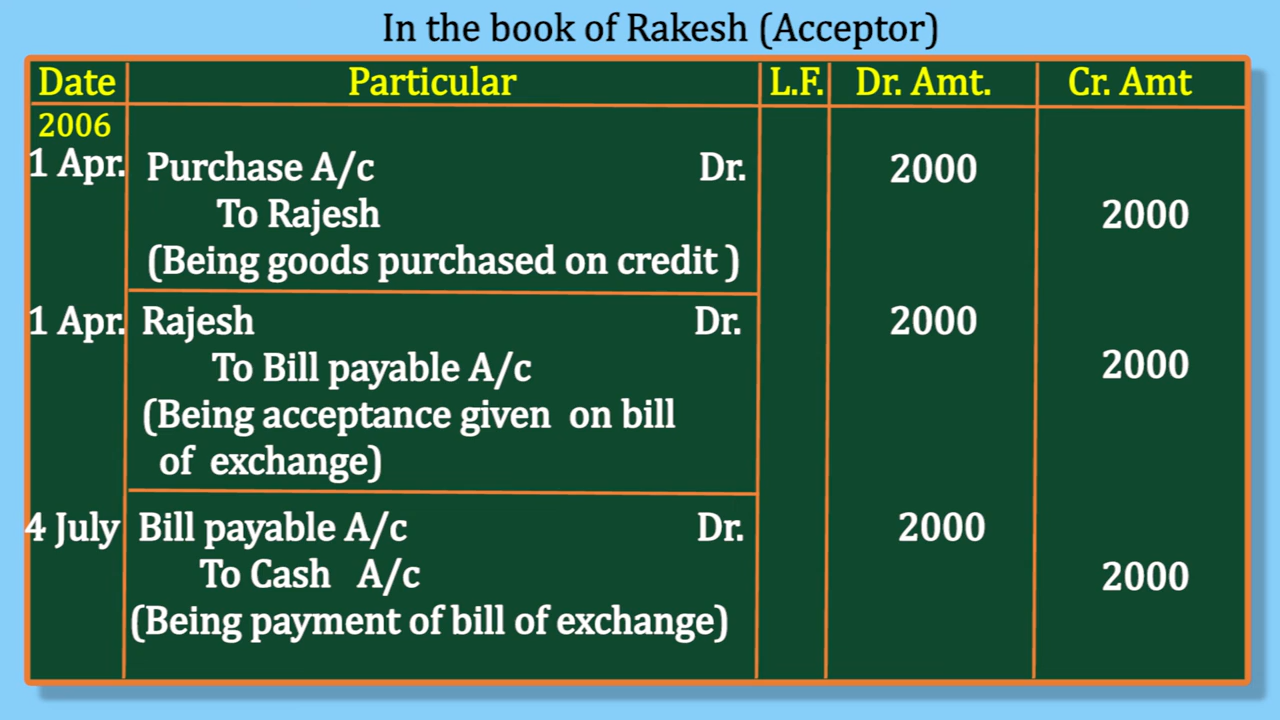 In the book of Rakesh (Acceptor)
Date Particular L.F. Dr. Amt. Cr. Amt
2006
1 Apr. Purchase A/c Dr. 2000
To Rajesh 2000
(Being goods purchased on credit )
1 Apr. Rajesh Dr. 2000
To Bill payable A/c 2000
(Being acceptance given on bill
of exchange)
4 July Bill payable A/c Dr. 2000
To Cash A/c 2000
(Being payment of bill of exchange)